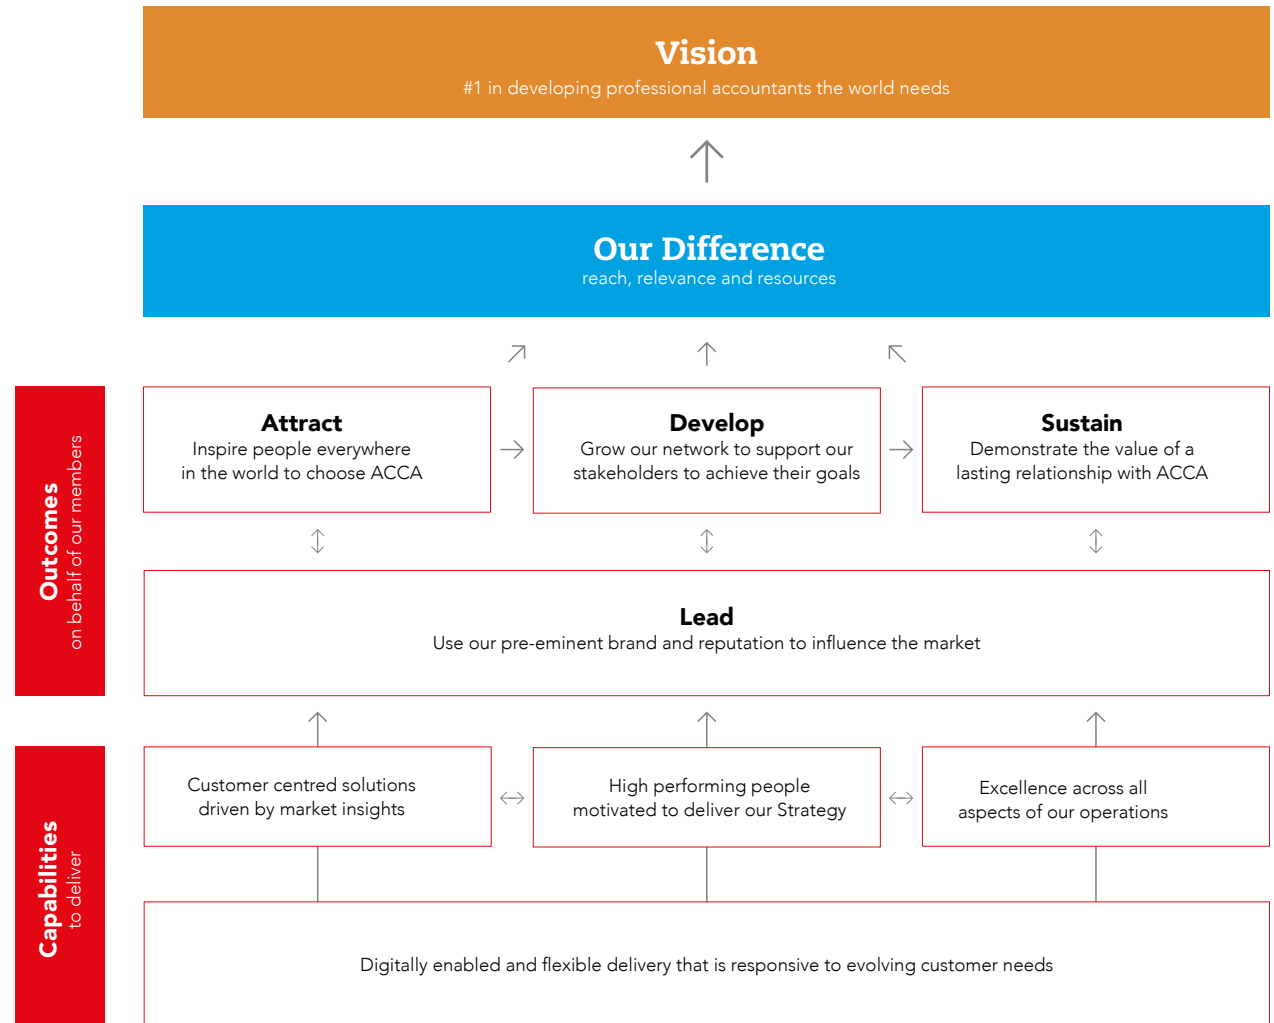 Vision
#1 in developing professional accountants the world needs
Our Difference
reach, relevance and resources
Outcomes
on behalf of our members
Attract
Inspire people everywhere
in the world to choose ACCA
Develop
Grow our network to support our
stakeholders to achieve their goals
Sustain
Demonstrate the value of a
lasting relationship with ACCA
Lead
Use our pre-eminent brand and reputation to influence the market
Capabilities
to deliver
Customer centred solutions
driven by market insights
High performing people
motivated to deliver our Strategy
Excellence across all
aspects of our operations
Digitally enabled and flexible delivery that is responsive to evolving customer needs